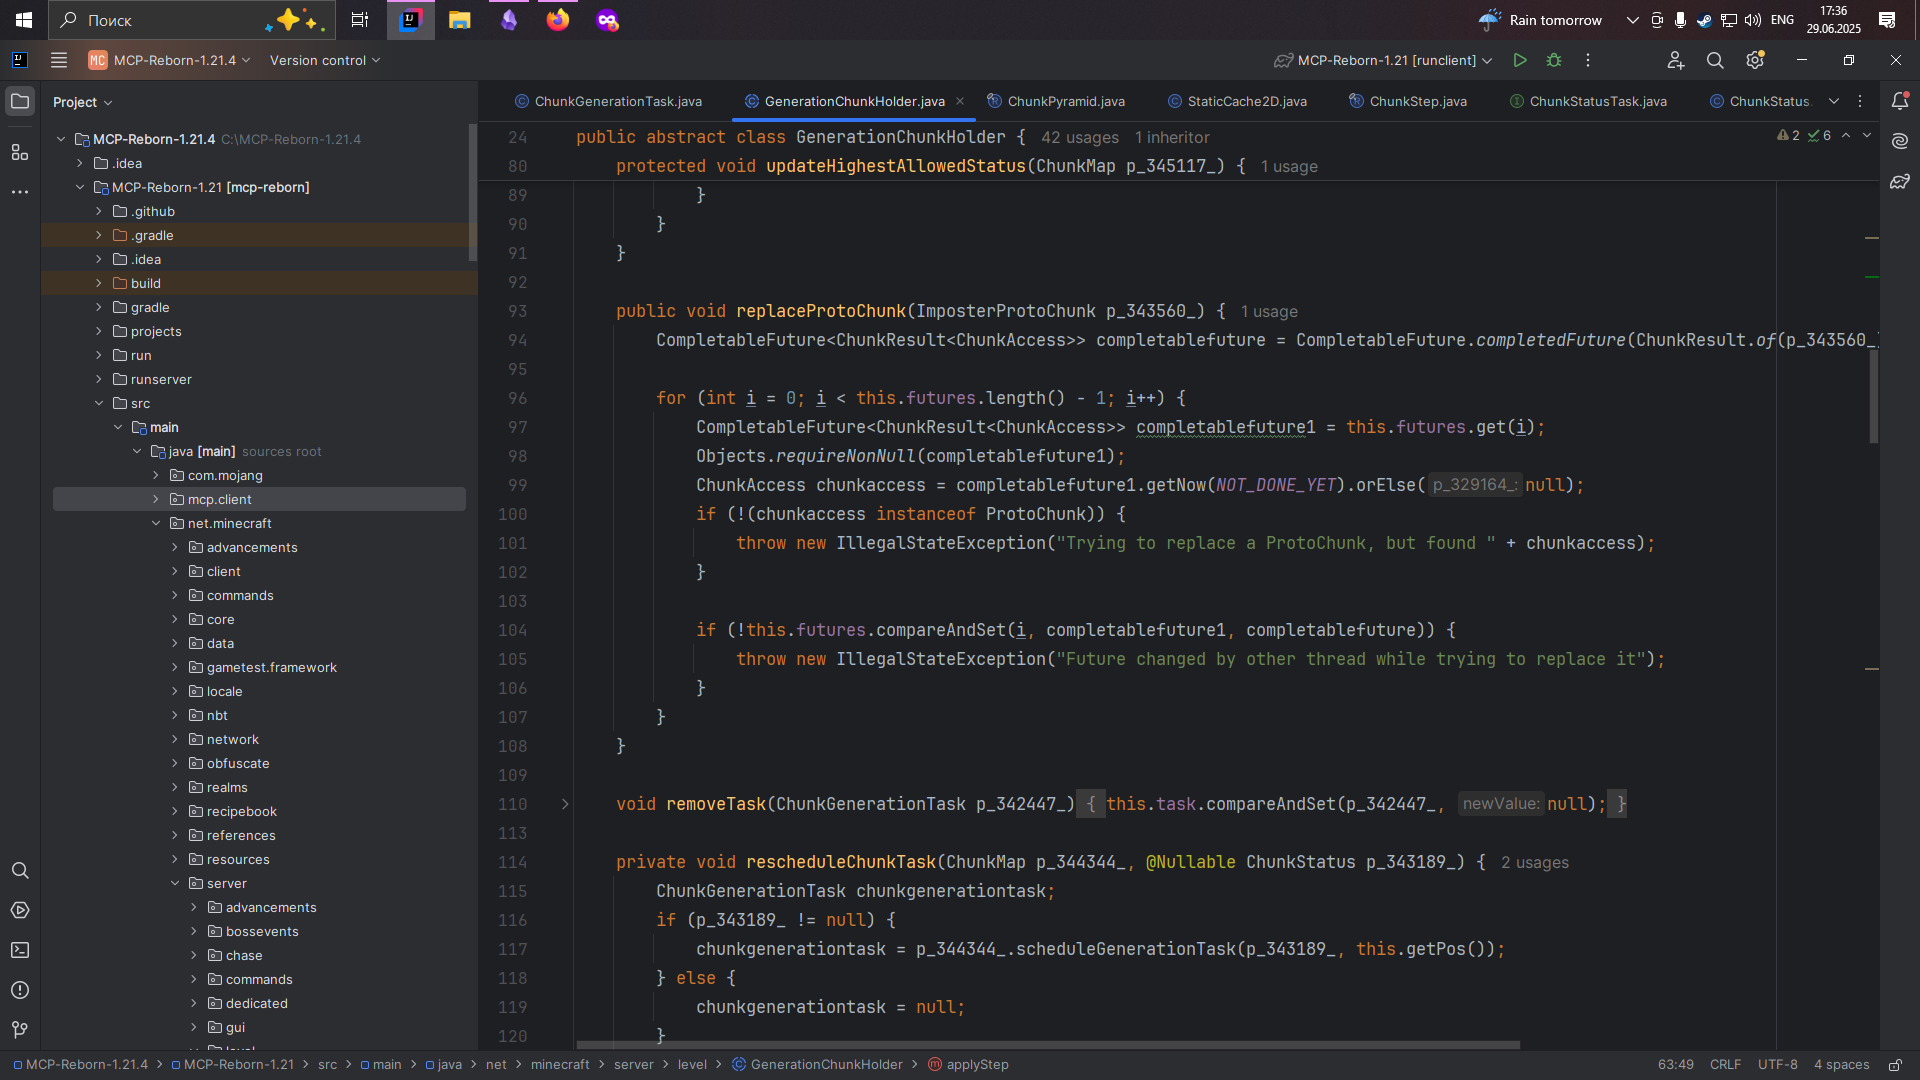 Поиск
Rain tomorrow
ENG
17:36
29.06.2025
MC
MCP-Reborn-1.21.4
Version control
MCP-Reborn-1.21 [runclient]
Project
ChunkGenerationTask.java
GenerationChunkHolder.java
ChunkPyramid.java
StaticCache2D.java
ChunkStep.java
ChunkStatusTask.java
ChunkStatus.
MCP-Reborn-1.21.4 C:\MCP-Reborn-1.21.4
.idea
MCP-Reborn-1.21 [mcp-reborn]
.github
.gradle
.idea
build
gradle
projects
run
runserver
src
main
java [main] sources root
com.mojang
mcp.client
net.minecraft
advancements
client
commands
core
data
gametest.framework
locale
nbt
network
obfuscate
realms
recipebook
references
resources
server
advancements
bossevents
chase
commands
dedicated
gui
24 public abstract class GenerationChunkHolder { 42 usages 1 inheritor
2 6
80 protected void updateHighestAllowedStatus(ChunkMap p_345117_) { 1 usage
89 }
90 }
91 }
92
93 public void replaceProtoChunk(ImposterProtoChunk p_343560_) { 1 usage
94 CompletableFuture<ChunkResult<ChunkAccess>> completablefuture = CompletableFuture.completedFuture(ChunkResult.of(p_343560_)
95
96 for (int i = 0; i < this.futures.length() - 1; i++) {
97 CompletableFuture<ChunkResult<ChunkAccess>> completablefuture1 = this.futures.get(i);
98 Objects.requireNonNull(completablefuture1);
99 ChunkAccess chunkaccess = completablefuture1.getNow(NOT_DONE_YET).orElse( p_329164_: null);
100 if (!(chunkaccess instanceof ProtoChunk)) {
101 throw new IllegalStateException("Trying to replace a ProtoChunk, but found " + chunkaccess);
102 }
103
104 if (!this.futures.compareAndSet(i, completablefuture1, completablefuture)) {
105 throw new IllegalStateException("Future changed by other thread while trying to replace it");
106 }
107 }
108 }
109
110 void removeTask(ChunkGenerationTask p_342447_) { this.task.compareAndSet(p_342447_, newValue: null); }
113
114 private void rescheduleChunkTask(ChunkMap p_344344_, @Nullable ChunkStatus p_343189_) { 2 usages
115 ChunkGenerationTask chunkgenerationtask;
116 if (p_343189_ != null) {
117 chunkgenerationtask = p_344344_.scheduleGenerationTask(p_343189_, this.getPos());
118 } else {
119 chunkgenerationtask = null;
120 }
MCP-Reborn-1.21.4 > MCP-Reborn-1.21 > src > main > java > net > minecraft > server > level > GenerationChunkHolder > applyStep
63:49 CRLF UTF-8 4 spaces